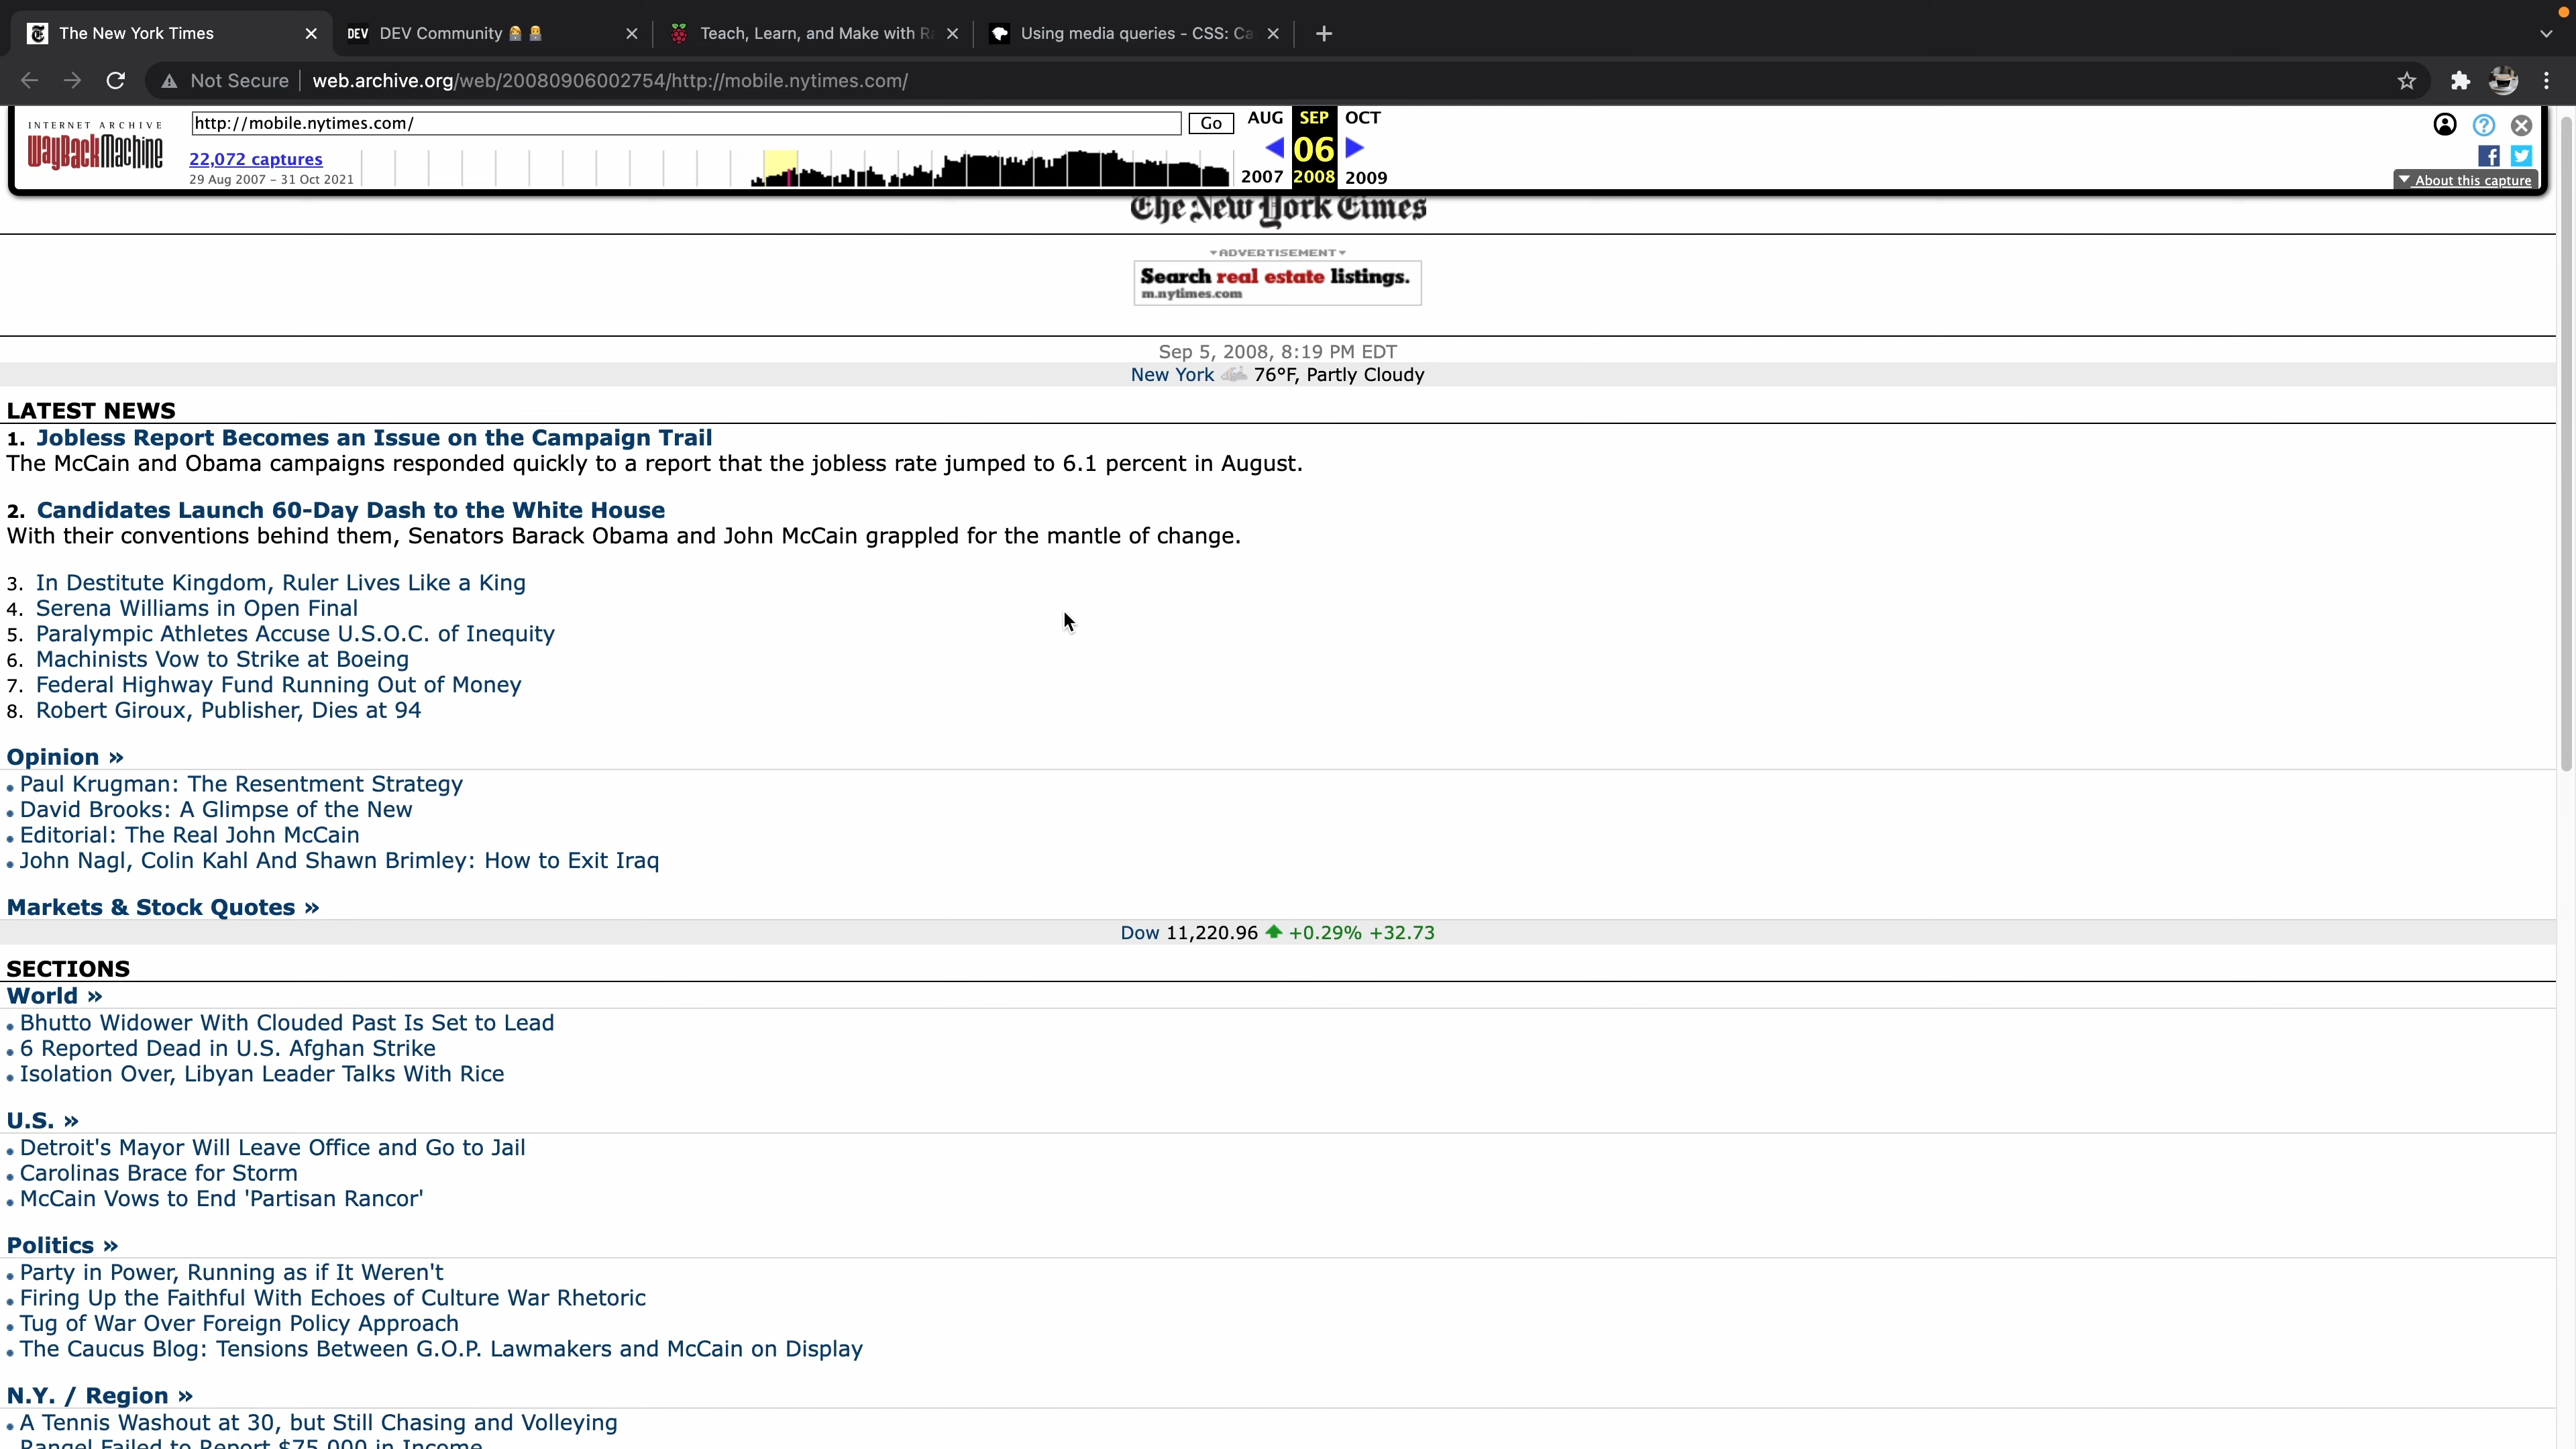 The New York Times
DEV DEV Community
Teach, Learn, and Make with Ra
Using media queries - CSS: Ca
Not Secure | web.archive.org/web/20080906002754/http://mobile.nytimes.com/
INTERNET ARCHIVE
WayBackMachine
http://mobile.nytimes.com/
Go
22,072 captures
29 Aug 2007 – 31 Oct 2021
AUG SEP OCT
06
2007 2008 2009
About this capture
The New York Times
ADVERTISEMENT
Search real estate listings.
m.nytimes.com
Sep 5, 2008, 8:19 PM EDT
New York 76°F, Partly Cloudy
LATEST NEWS
1. Jobless Report Becomes an Issue on the Campaign Trail
The McCain and Obama campaigns responded quickly to a report that the jobless rate jumped to 6.1 percent in August.
2. Candidates Launch 60-Day Dash to the White House
With their conventions behind them, Senators Barack Obama and John McCain grappled for the mantle of change.
3. In Destitute Kingdom, Ruler Lives Like a King
4. Serena Williams in Open Final
5. Paralympic Athletes Accuse U.S.O.C. of Inequity
6. Machinists Vow to Strike at Boeing
7. Federal Highway Fund Running Out of Money
8. Robert Giroux, Publisher, Dies at 94
Opinion »
Paul Krugman: The Resentment Strategy
David Brooks: A Glimpse of the New
Editorial: The Real John McCain
John Nagl, Colin Kahl And Shawn Brimley: How to Exit Iraq
Markets & Stock Quotes »
Dow 11,220.96 +0.29% +32.73
SECTIONS
World »
Bhutto Widower With Clouded Past Is Set to Lead
6 Reported Dead in U.S. Afghan Strike
Isolation Over, Libyan Leader Talks With Rice
U.S. »
Detroit's Mayor Will Leave Office and Go to Jail
Carolinas Brace for Storm
McCain Vows to End 'Partisan Rancor'
Politics »
Party in Power, Running as if It Weren't
Firing Up the Faithful With Echoes of Culture War Rhetoric
Tug of War Over Foreign Policy Approach
The Caucus Blog: Tensions Between G.O.P. Lawmakers and McCain on Display
N.Y. / Region »
A Tennis Washout at 30, but Still Chasing and Volleying
Rangel Failed to Report $75,000 in Income